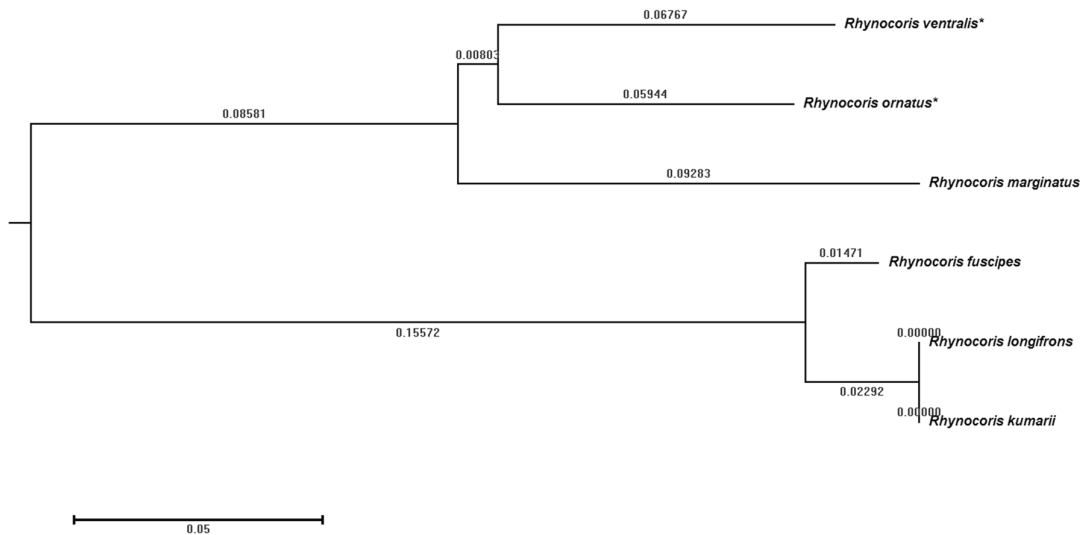 0.06767
Rhynocoris ventralis*
0.00803
0.05944
Rhynocoris ornatus*
0.08581
0.09283
Rhynocoris marginatus
0.01471
Rhynocoris fuscipes
0.15572
0.00000
Rhynocoris longifrons
0.02292
0.00000
Rhynocoris kumarii
0.05